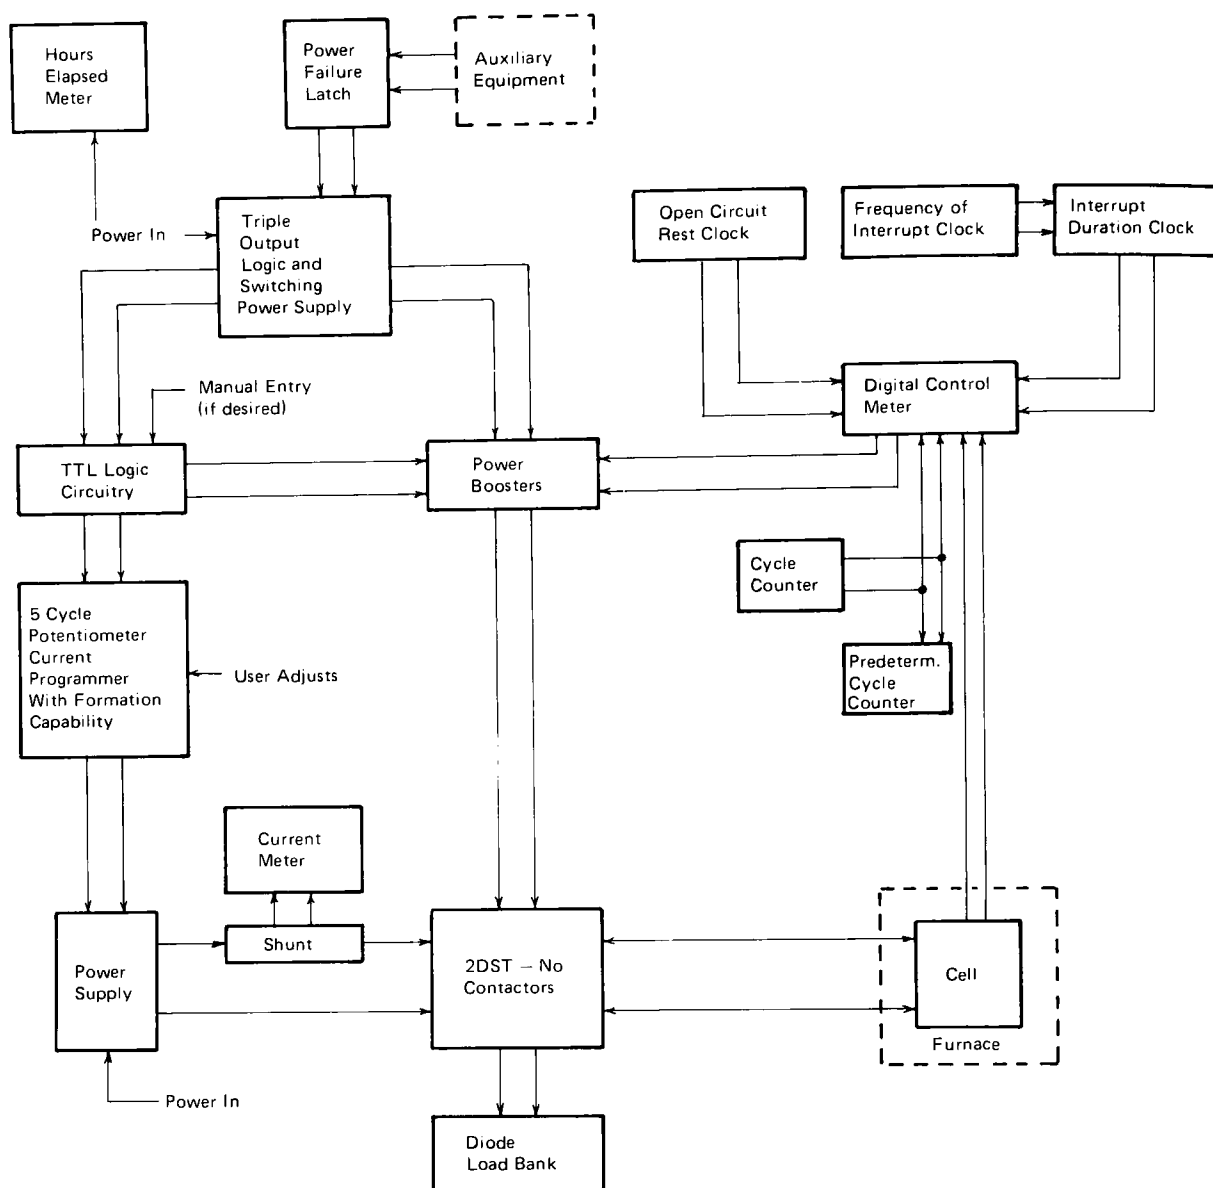 Hours
Elapsed
Meter
Power
Failure
Latch
Auxiliary
Equipment
Power In
Triple
Output
Logic and
Switching
Power Supply
Open Circuit
Rest Clock
Frequency of
Interrupt Clock
Interrupt
Duration Clock
Manual Entry
(if desired)
Digital Control
Meter
TTL Logic
Circuitry
Power
Boosters
Cycle
Counter
5 Cycle
Potentiometer
Current
Programmer
With Formation
Capability
User Adjusts
Predeterm.
Cycle
Counter
Current
Meter
Shunt
Power
Supply
2DST – No
Contactors
Cell
Furnace
Power In
Diode
Load Bank